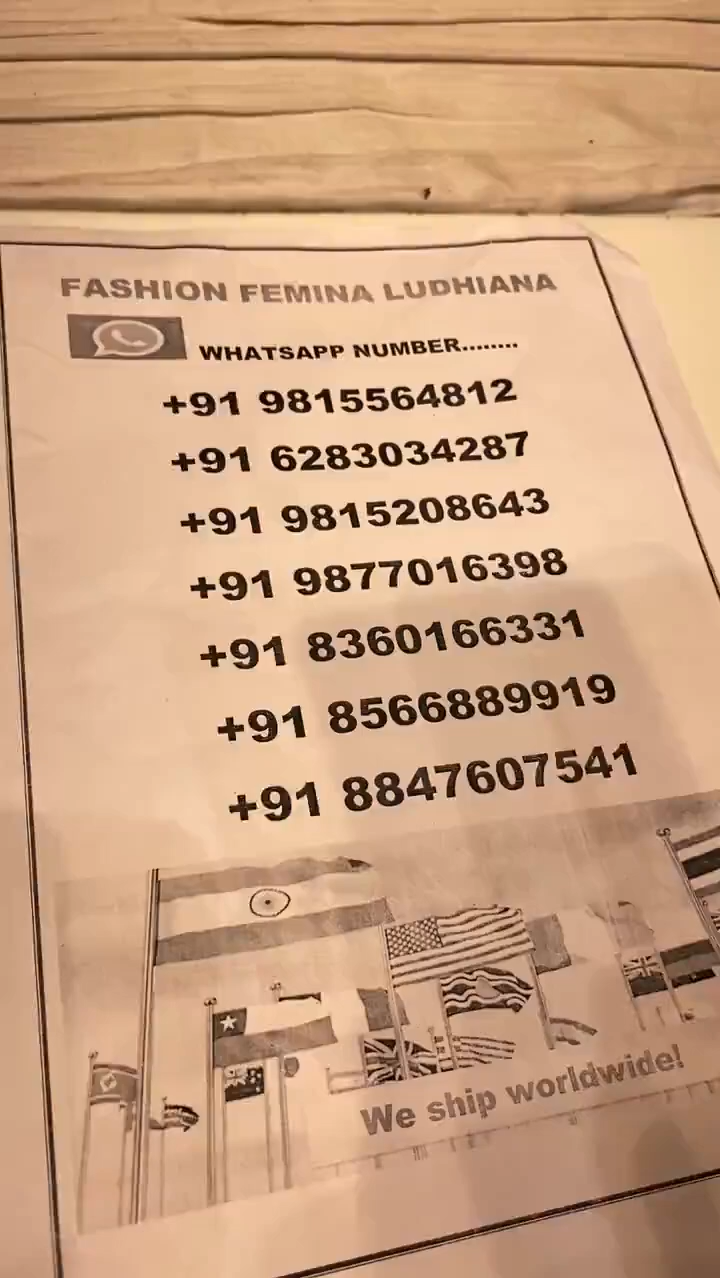 FASHION FEMINA LUDHIANA
WHATSAPP NUMBER........
+91 9815564812
+91 6283034287
+91 9815208643
+91 9877016398
+91 8360166331
+91 8566889919
+91 8847607541
We ship worldwide!